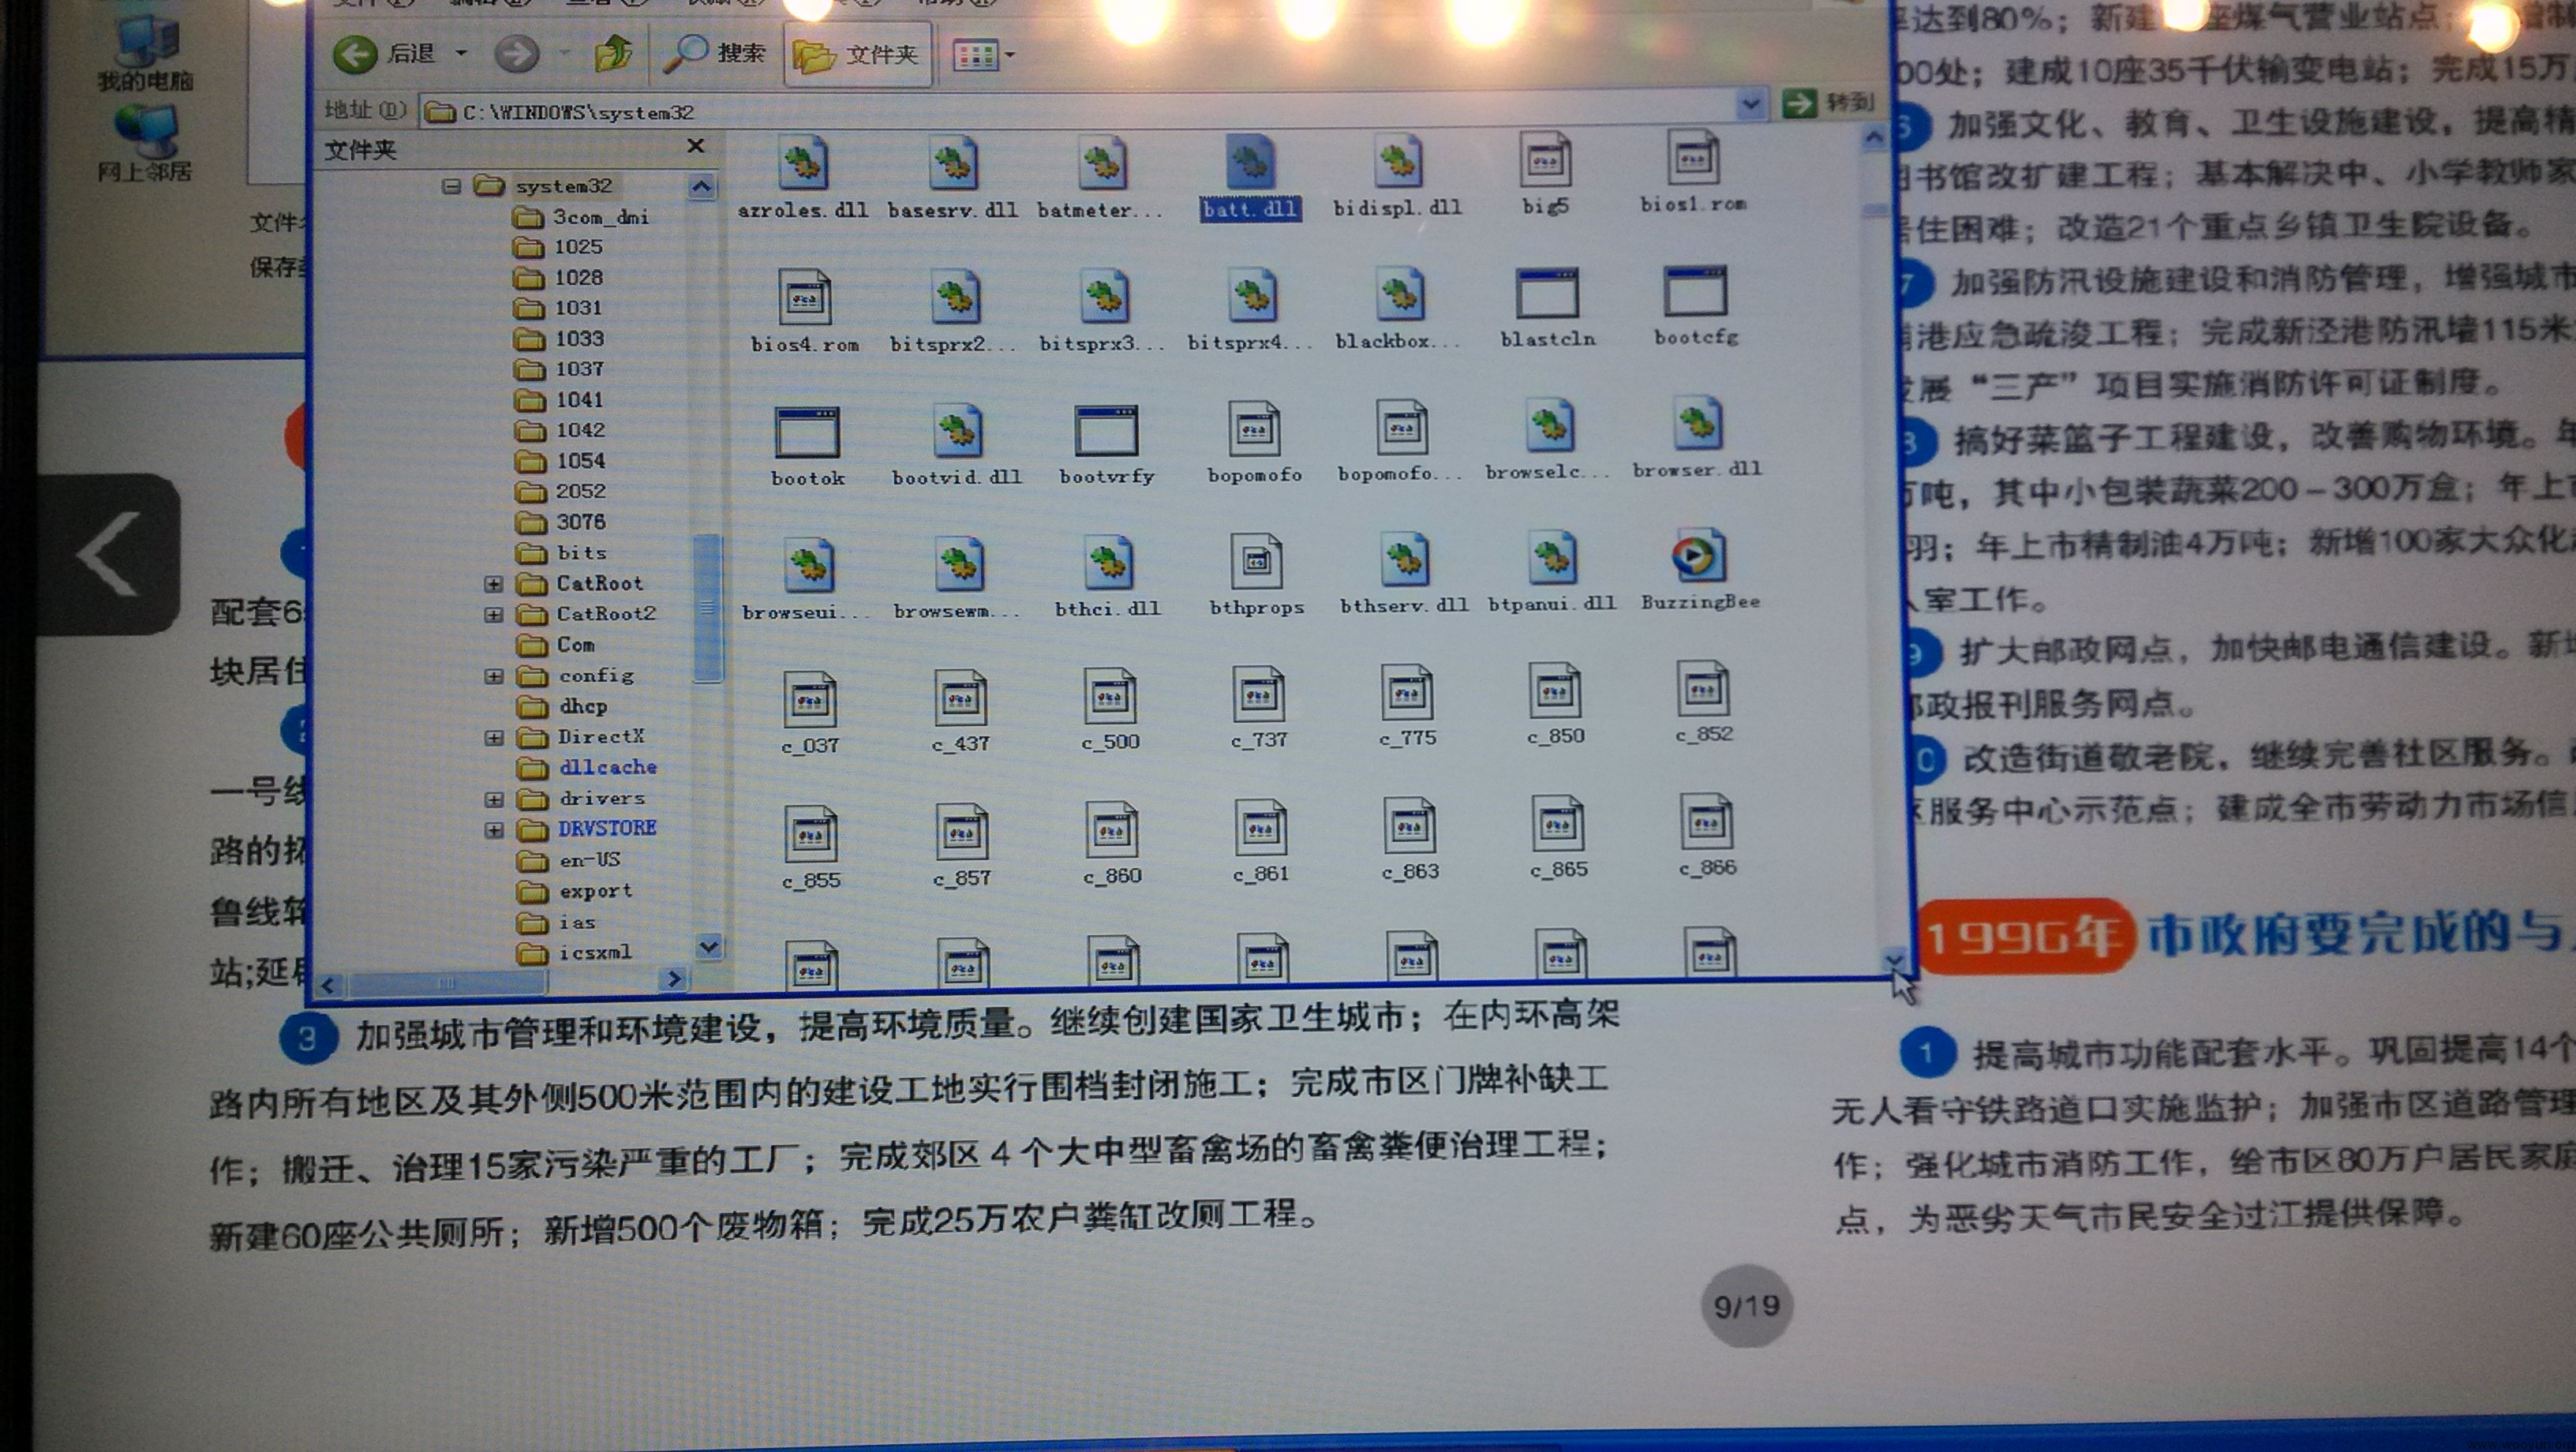 后退
搜索
文件夹
地址(D)
C:\WINDOWS\system32
转到
我的电脑
网上邻居
文件夹
system32
3com_dmi
1025
1028
1031
1033
1037
1041
1042
1054
2052
3076
bits
CatRoot
CatRoot2
Com
config
dhcp
DirectX
dllcache
drivers
DRVSTORE
en-US
export
ias
icsxml
azroles.dll basesrv.dll batmeter... batt.dll bidispl.dll big5 bios1.rom
bios4.rom bitsprx2... bitsprx3... bitsprx4... blackbox... blastcln bootcfg
bootok bootvid.dll bootvrfy bopomofo bopomofo... browselc... browser.dll
browseui... browsewm... bthci.dll bthprops bthserv.dll btpanui.dll BuzzingBee
c_037 c_437 c_500 c_737 c_775 c_850 c_852
c_855 c_857 c_860 c_861 c_863 c_865 c_866
配套6
块居住
一号线
路的拓
鲁线车
站;延
3 加强城市管理和环境建设，提高环境质量。继续创建国家卫生城市；在内环高架
路内所有地区及其外侧500米范围内的建设工地实行围档封闭施工；完成市区门牌补缺工
作；搬迁、治理15家污染严重的工厂；完成郊区4个大中型畜禽场的畜禽粪便治理工程；
新建60座公共厕所；新增500个废物箱；完成25万农户粪缸改厕工程。
达到80%；新建 座煤气营业站点；
00处；建成10座35千伏输变电站；完成15万
6 加强文化、教育、卫生设施建设，提高精
书馆改扩建工程；基本解决中、小学教师家
住困难；改造21个重点乡镇卫生院设备。
7 加强防汛设施建设和消防管理，增强城市
港应急疏浚工程；完成新泾港防汛墙115米
展“三产”项目实施消防许可证制度。
8 搞好菜篮子工程建设，改善购物环境。年
万吨，其中小包装蔬菜200-300万盒；年上市
羽；年上市精制油4万吨；新增100家大众化
室工作。
9 扩大邮政网点，加快邮电通信建设。新
邮政报刊服务网点。
0 改造街道敬老院，继续完善社区服务。
区服务中心示范点；建成全市劳动力市场信
1996年 市政府要完成的与
1 提高城市功能配套水平。巩固提高14个
无人看守铁路道口实施监护；加强市区道路管理
作；强化城市消防工作，给市区80万户居民家庭
点，为恶劣天气市民安全过江提供保障。
9/19